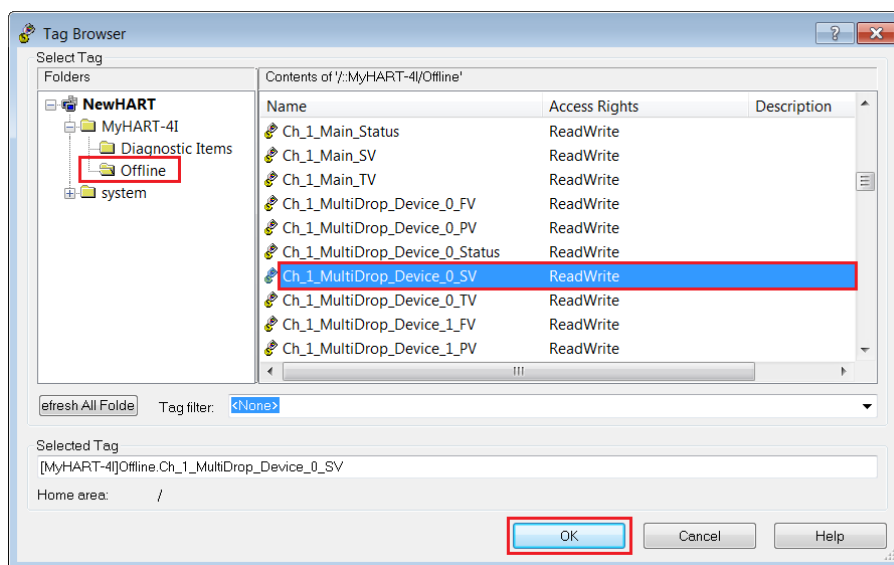 Tag Browser
Select Tag
Folders
Contents of '/::MyHART-4I/Offline'
NewHART
MyHART-4I
Diagnostic Items
Offline
system
Name Access Rights Description
Ch_1_Main_Status ReadWrite
Ch_1_Main_SV ReadWrite
Ch_1_Main_TV ReadWrite
Ch_1_MultiDrop_Device_0_FV ReadWrite
Ch_1_MultiDrop_Device_0_PV ReadWrite
Ch_1_MultiDrop_Device_0_Status ReadWrite
Ch_1_MultiDrop_Device_0_SV ReadWrite
Ch_1_MultiDrop_Device_0_TV ReadWrite
Ch_1_MultiDrop_Device_1_FV ReadWrite
Ch_1_MultiDrop_Device_1_PV ReadWrite
efresh All Folde Tag filter: <None>
Selected Tag
[MyHART-4I]Offline.Ch_1_MultiDrop_Device_0_SV
Home area: /
OK Cancel Help